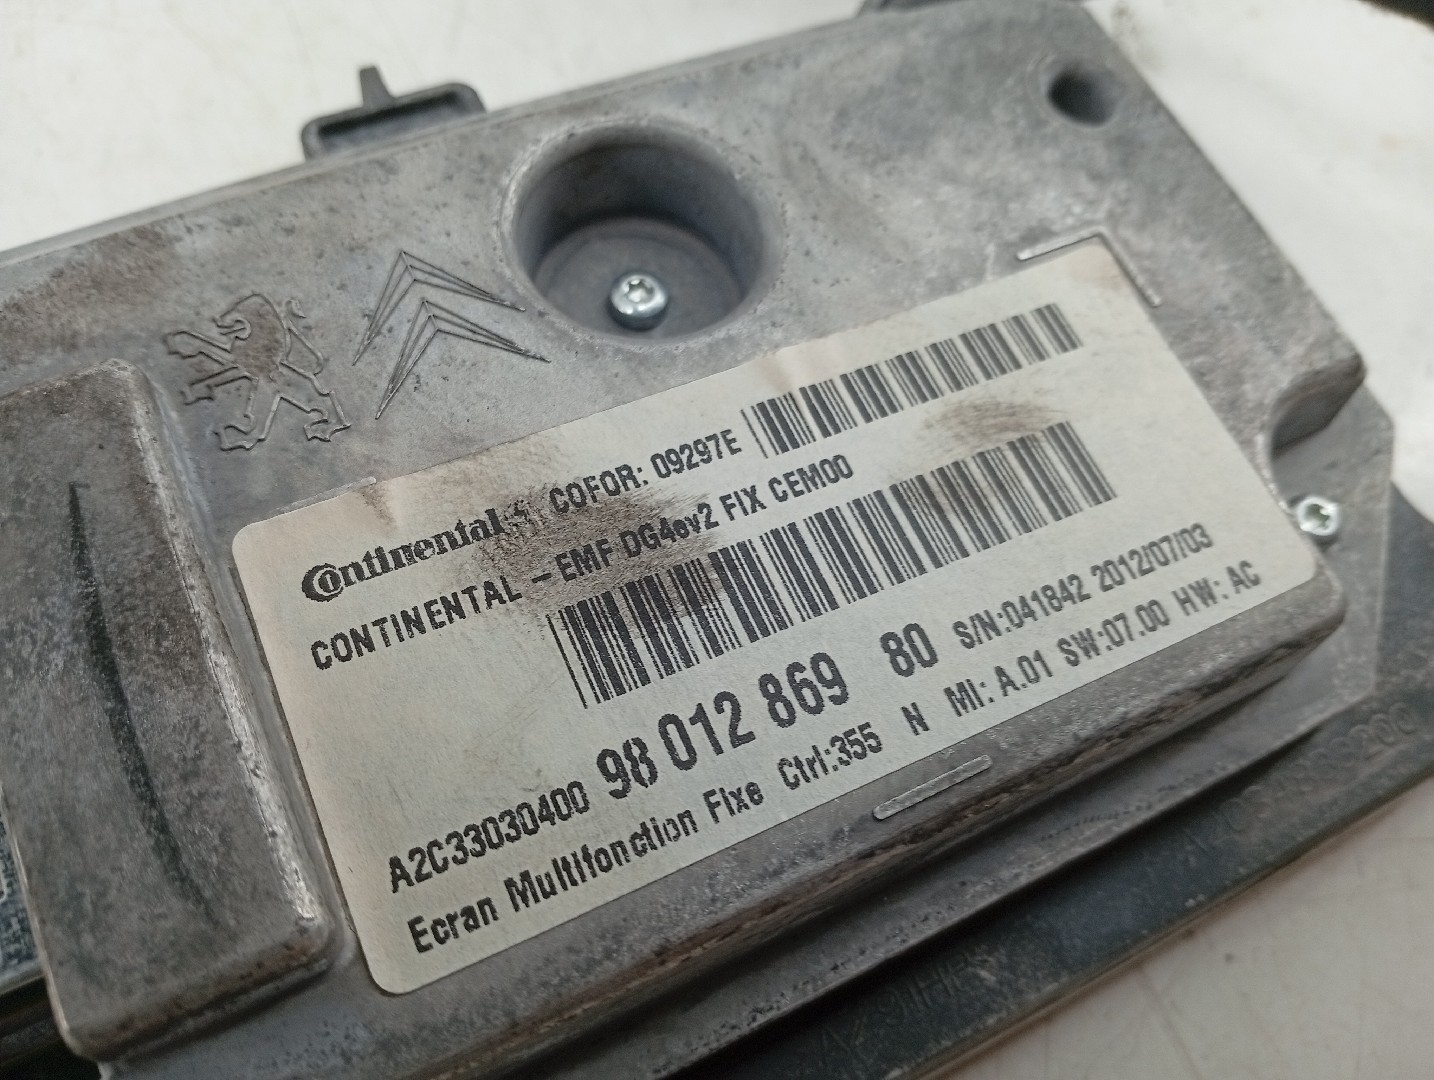 Continental COFOR: 09297E
CONTINENTAL - EMF DG4ev2 FIX CEM00
A2C33030400 98 012 869 80 S/N:041842 2012/07/03
Ecran Multifonction Fixe Ctrl:355 N MI: A.01 SW:07.00 HW: AC